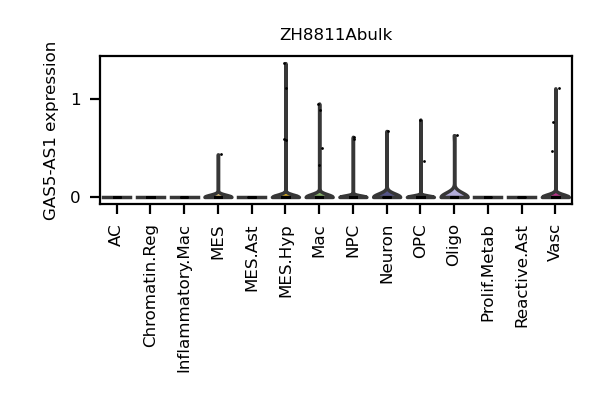 ZH8811Abulk
GAS5-AS1 expression
1
0
AC
Chromatin.Reg
Inflammatory.Mac
MES
MES.Ast
MES.Hyp
Mac
NPC
Neuron
OPC
Oligo
Prolif.Metab
Reactive.Ast
Vasc